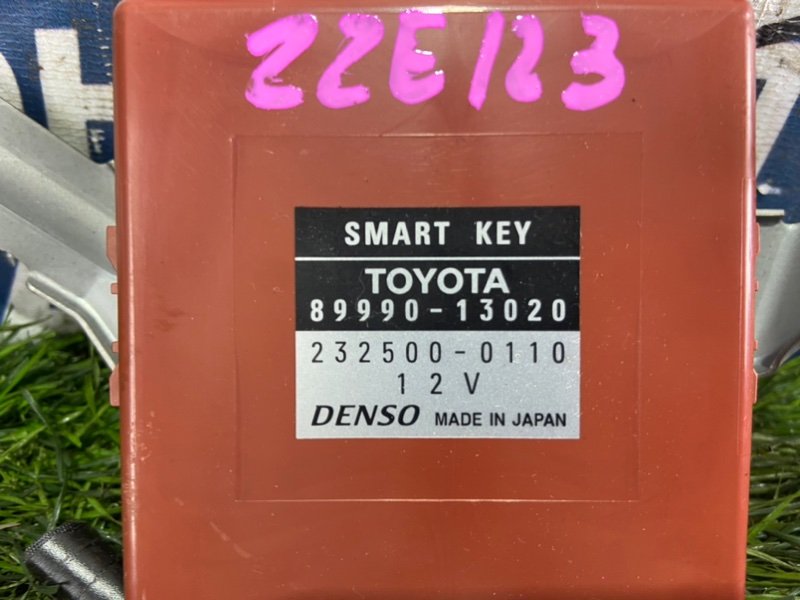 ZZE123
SMART KEY
TOYOTA
89990-13020
232500-0110
12V
DENSO MADE IN JAPAN